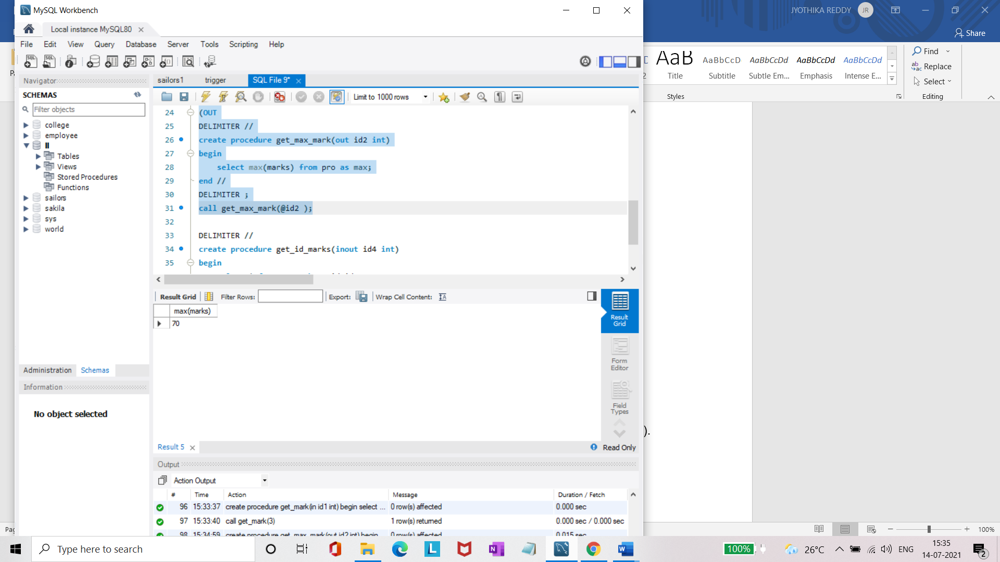 MySQL Workbench
JYOTHIKA REDDY JR
Local instance MySQL80
Share
File Edit View Query Database Server Tools Scripting Help
AaB AaBbCcD AaBbCcDd AaBbCcDd AaBbCcDd
Title Subtitle Subtle Em... Emphasis Intense E...
Styles
Find
Replace
Select
Editing
Navigator
SCHEMAS
Filter objects
college
employee
ll
Tables
Views
Stored Procedures
Functions
sailors
sakila
sys
world
Administration Schemas
Information
No object selected
sailors1 trigger SQL File 9*
Limit to 1000 rows
24 (OUT
25 DELIMITER //
26 create procedure get_max_mark(out id2 int)
27 begin
28 select max(marks) from pro as max;
29 end //
30 DELIMITER ;
31 call get_max_mark(@id2 );
32
33 DELIMITER //
34 create procedure get_id_marks(inout id4 int)
35 begin
Result Grid Filter Rows: Export: Wrap Cell Content:
max(marks)
70
Result Grid
Form Editor
Field Types
).
Result 5
Read Only
Output
Action Output
# Time Action Message Duration / Fetch
96 15:33:37 create procedure get_mark(in id1 int) begin select ... 0 row(s) affected 0.000 sec
97 15:33:40 call get_mark(3) 1 row(s) returned 0.000 sec / 0.000 sec
98 15:34:59 create procedure get_max_mark(out id2 int) begin 0 row(s) affected 0.015 sec
100%
Type here to search
100% 26°C ENG 15:35
14-07-2021
2